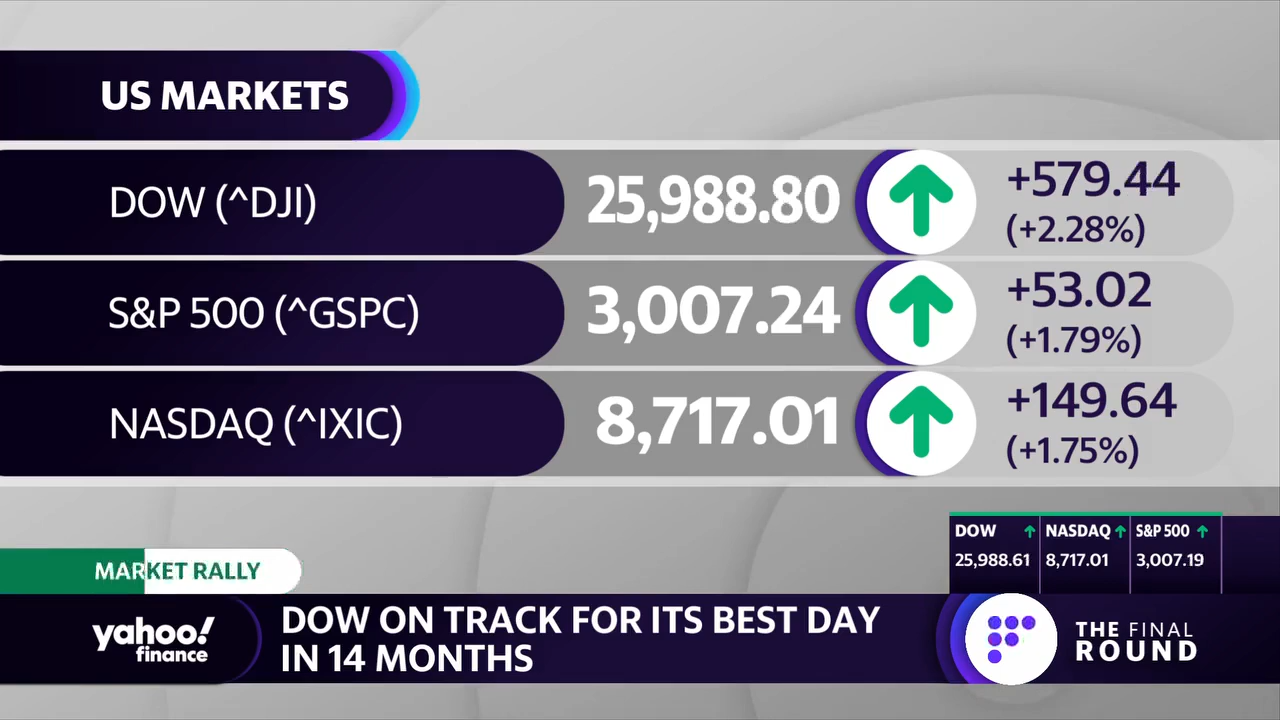 US MARKETS
DOW (^DJI) 25,988.80 +579.44
(+2.28%)
S&P 500 (^GSPC) 3,007.24 +53.02
(+1.79%)
NASDAQ (^IXIC) 8,717.01 +149.64
(+1.75%)
DOW NASDAQ S&P 500
25,988.61 8,717.01 3,007.19
MARKET RALLY
yahoo!
finance
DOW ON TRACK FOR ITS BEST DAY
IN 14 MONTHS
THE FINAL
ROUND